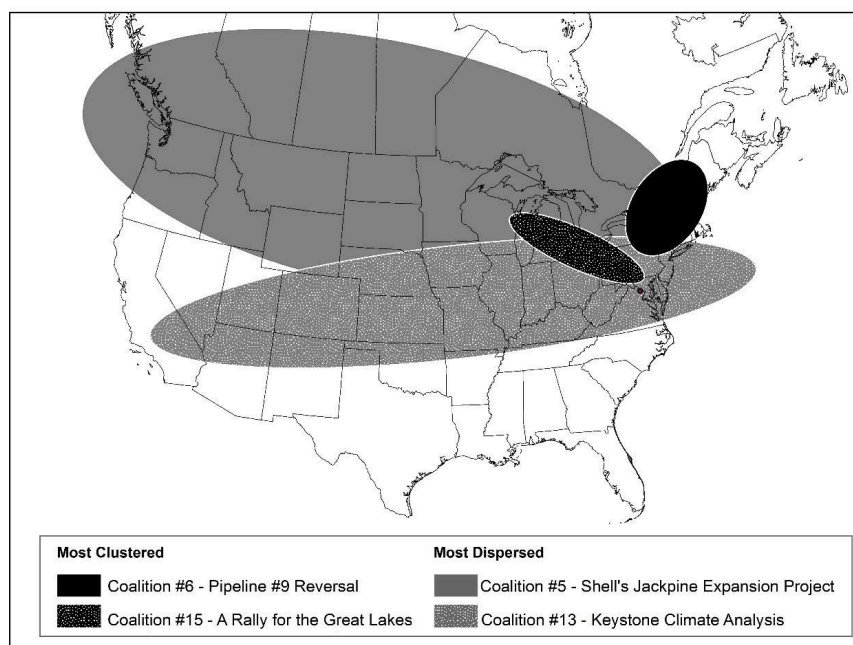 Most Clustered
Most Dispersed
Coalition #6 - Pipeline #9 Reversal
Coalition #5 - Shell's Jackpine Expansion Project
Coalition #15 - A Rally for the Great Lakes
Coalition #13 - Keystone Climate Analysis